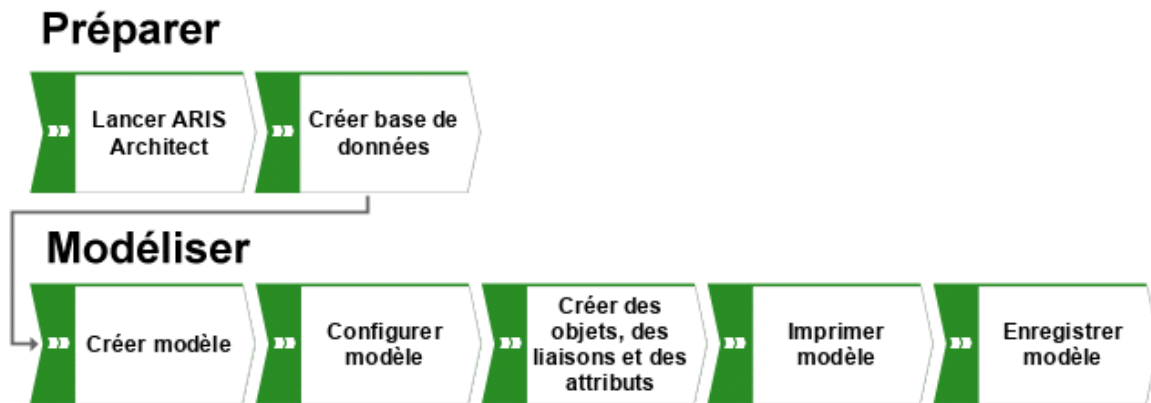 Préparer
Lancer ARIS
Architect
Créer base de
données
Modéliser
Créer modèle
Configurer
modèle
Créer des
objets, des
liaisons et des
attributs
Imprimer
modèle
Enregistrer
modèle